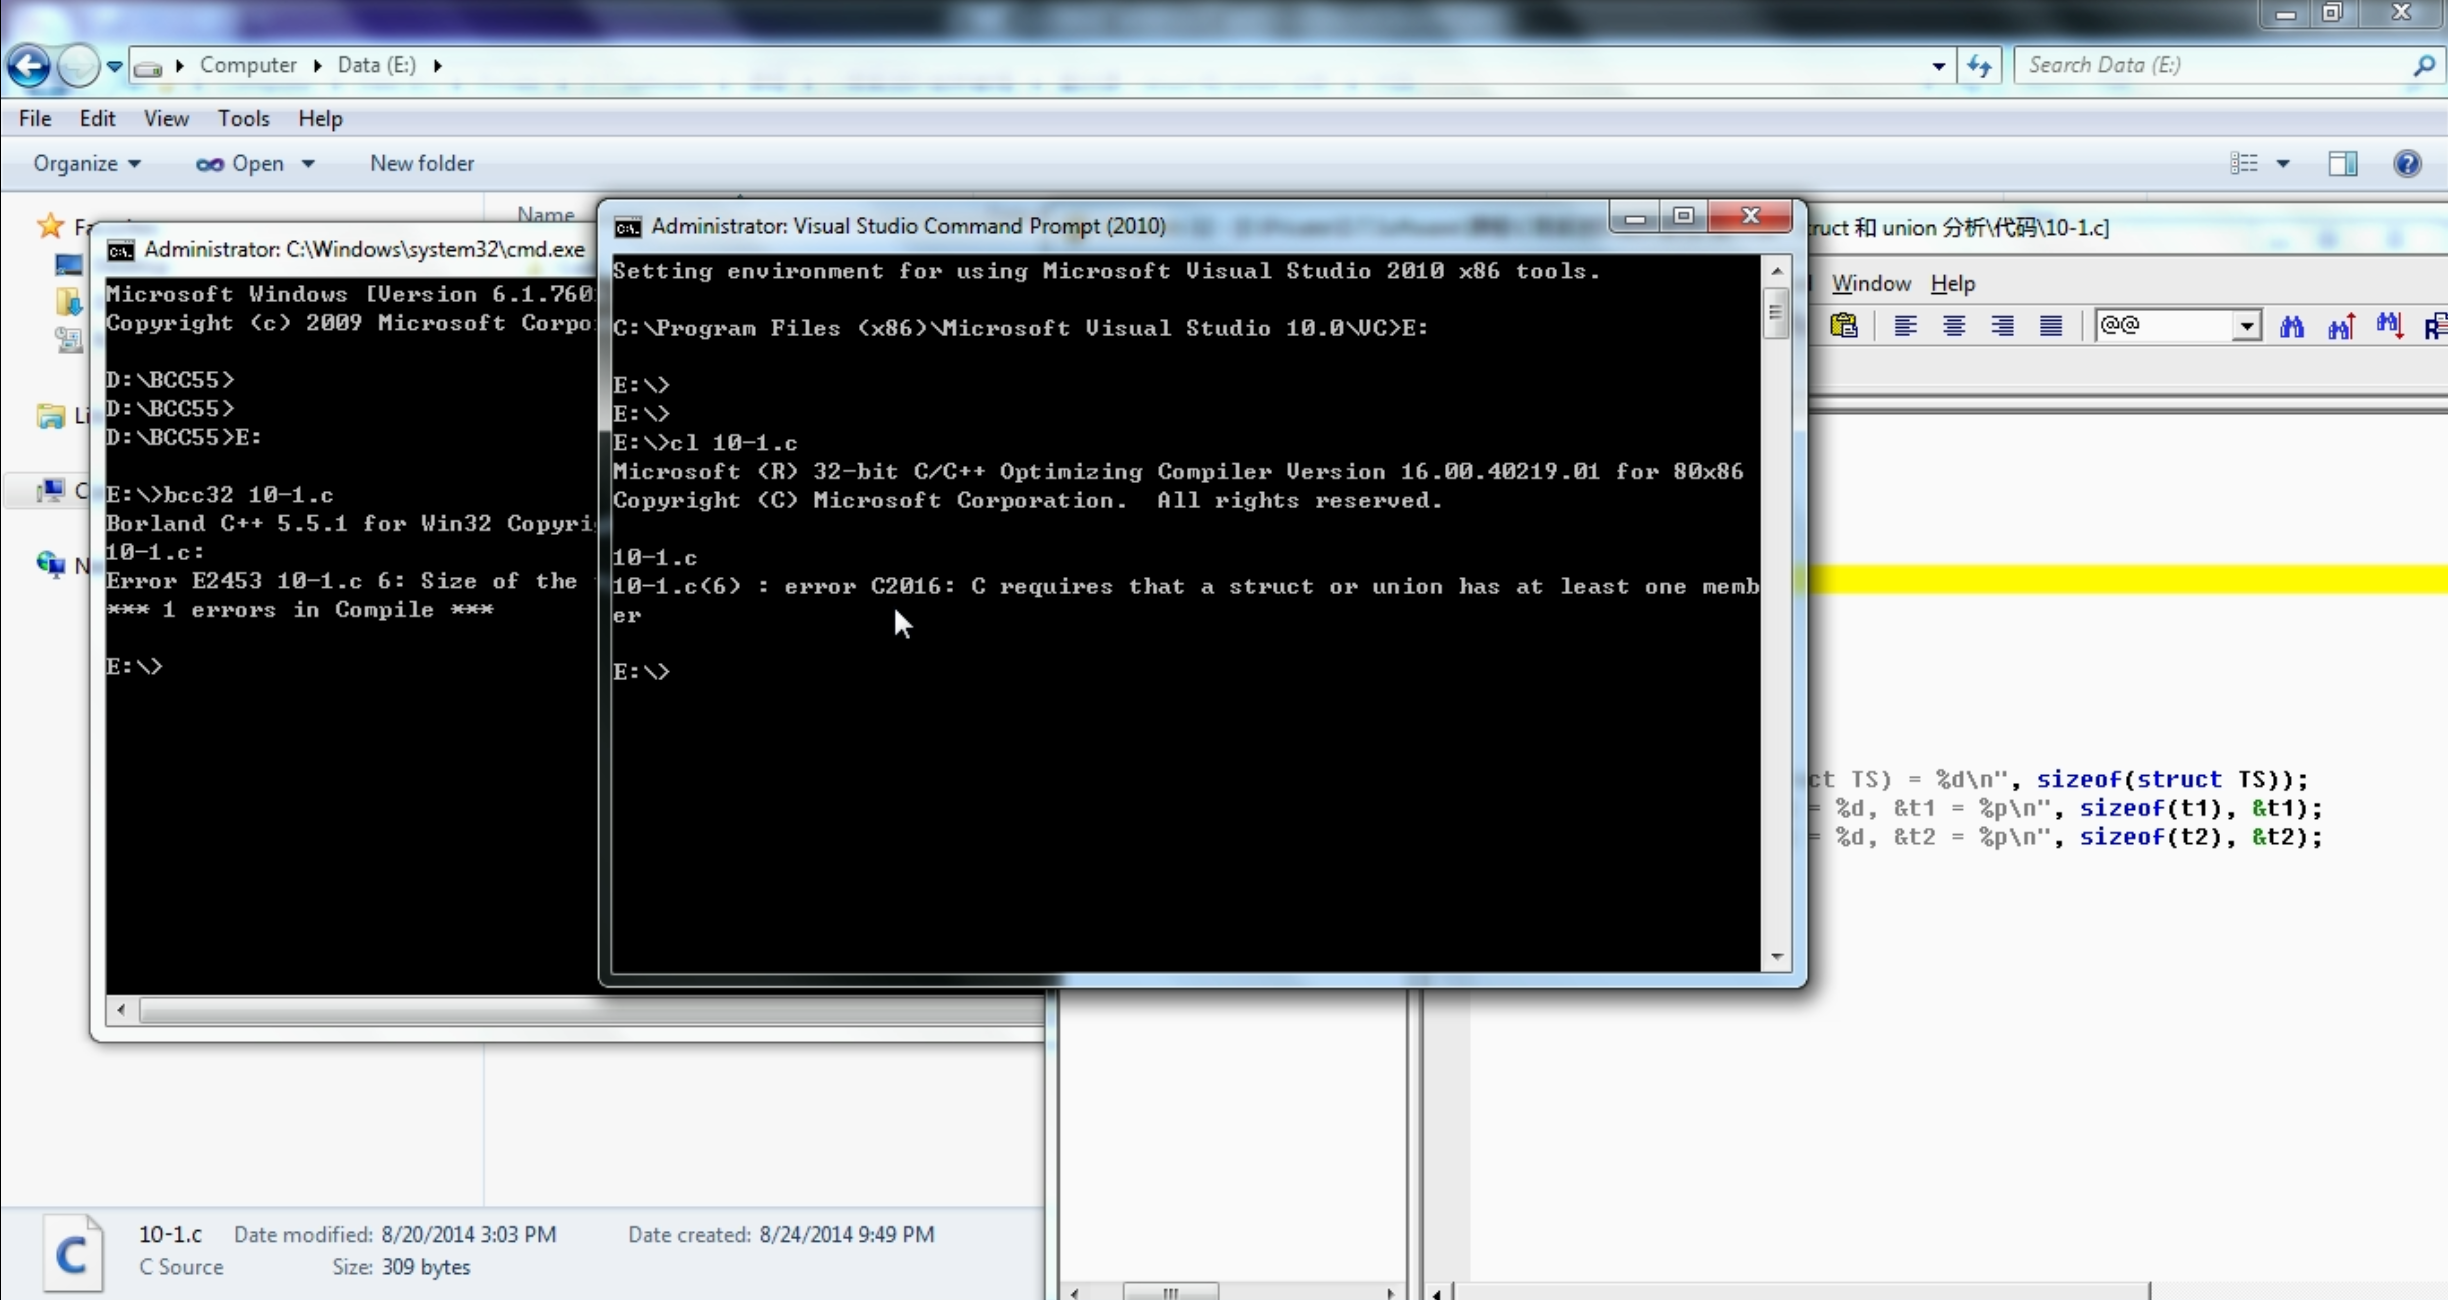 Computer
Data (E:)
Search Data (E:)
File Edit View Tools Help
Organize Open New folder
Name
Administrator: C:\Windows\system32\cmd.exe
Microsoft Windows [Version 6.1.760
Copyright (c) 2009 Microsoft Corpo
D:\BCC55>
D:\BCC55>
D:\BCC55>E:
E:\>bcc32 10-1.c
Borland C++ 5.5.1 for Win32 Copyri
10-1.c:
Error E2453 10-1.c 6: Size of the
*** 1 errors in Compile ***
E:\>
Administrator: Visual Studio Command Prompt (2010)
Setting environment for using Microsoft Visual Studio 2010 x86 tools.
C:\Program Files (x86)\Microsoft Visual Studio 10.0\VC>E:
E:\>
E:\>
E:\>cl 10-1.c
Microsoft (R) 32-bit C/C++ Optimizing Compiler Version 16.00.40219.01 for 80x86
Copyright (C) Microsoft Corporation.  All rights reserved.
10-1.c
10-1.c(6) : error C2016: C requires that a struct or union has at least one memb
er
E:\>
ruct 和 union 分析\代码\10-1.c]
Window Help
@@
ct TS) = %d\n", sizeof(struct TS));
= %d, &t1 = %p\n", sizeof(t1), &t1);
= %d, &t2 = %p\n", sizeof(t2), &t2);
10-1.c Date modified: 8/20/2014 3:03 PM Date created: 8/24/2014 9:49 PM
C Source Size: 309 bytes